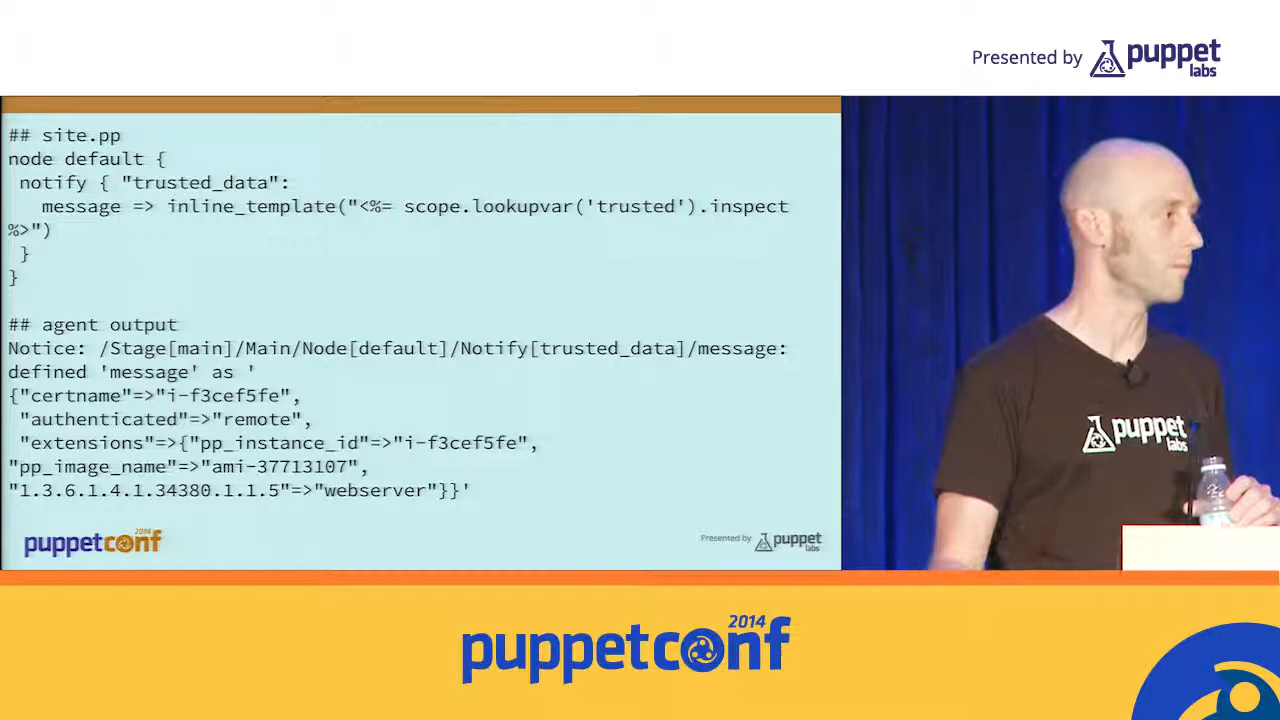 Presented by puppet labs
## site.pp
node default {
notify { "trusted_data":
message => inline_template("<%= scope.lookupvar('trusted').inspect
%>")
}
}
## agent output
Notice: /Stage[main]/Main/Node[default]/Notify[trusted_data]/message:
defined 'message' as '
{"certname"=>"i-f3cef5fe",
"authenticated"=>"remote",
"extensions"=>{"pp_instance_id"=>"i-f3cef5fe",
"pp_image_name"=>"ami-37713107",
"1.3.6.1.4.1.34380.1.1.5"=>"webserver"}}'
puppetconf 2014
Presented by puppet labs
puppet labs
puppetconf 2014